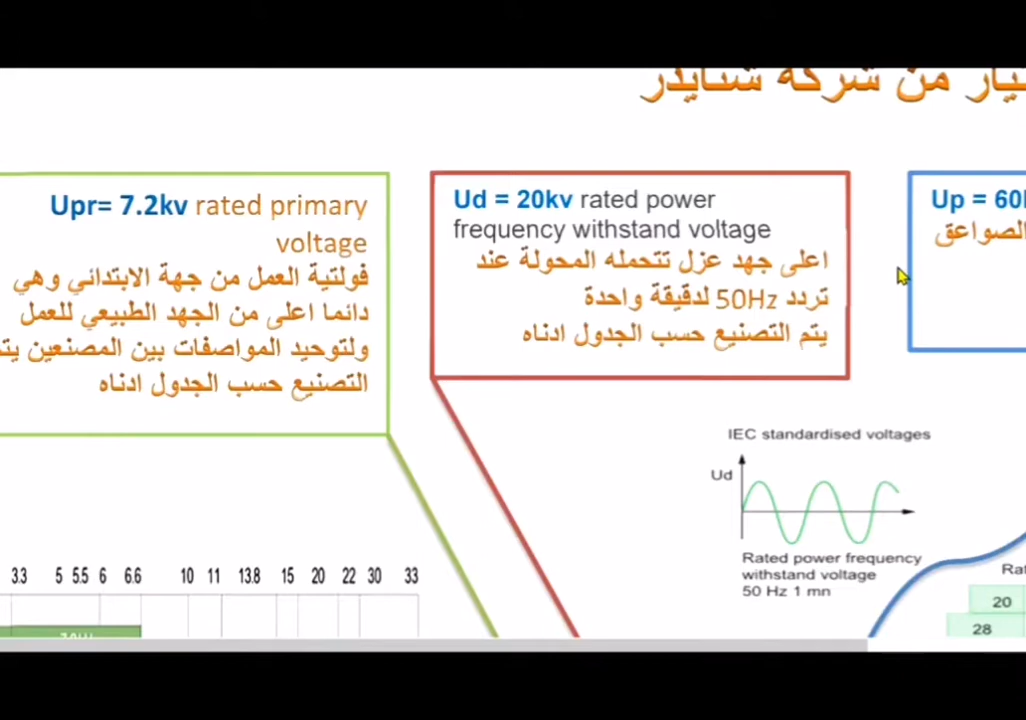 من شركة شنايدر
Upr= 7.2kv rated primary
voltage
فولتية العمل من جهة الابتدائي وهي
دائما اعلى من الجهد الطبيعي للعمل
ولتوحيد المواصفات بين المصنعين
التصنيع حسب الجدول ادناه
Ud = 20kv rated power
frequency withstand voltage
اعلى جهد عزل تتحمله المحولة عند
تردد 50Hz لدقيقة واحدة
يتم التصنيع حسب الجدول ادناه
Up = 60
الصواعق
IEC standardised voltages
Ud
Rated power frequency
withstand voltage
50 Hz 1 mn
3.3 5 5.5 6 6.6 10 11 13.8 15 20 22 30 33
20
28